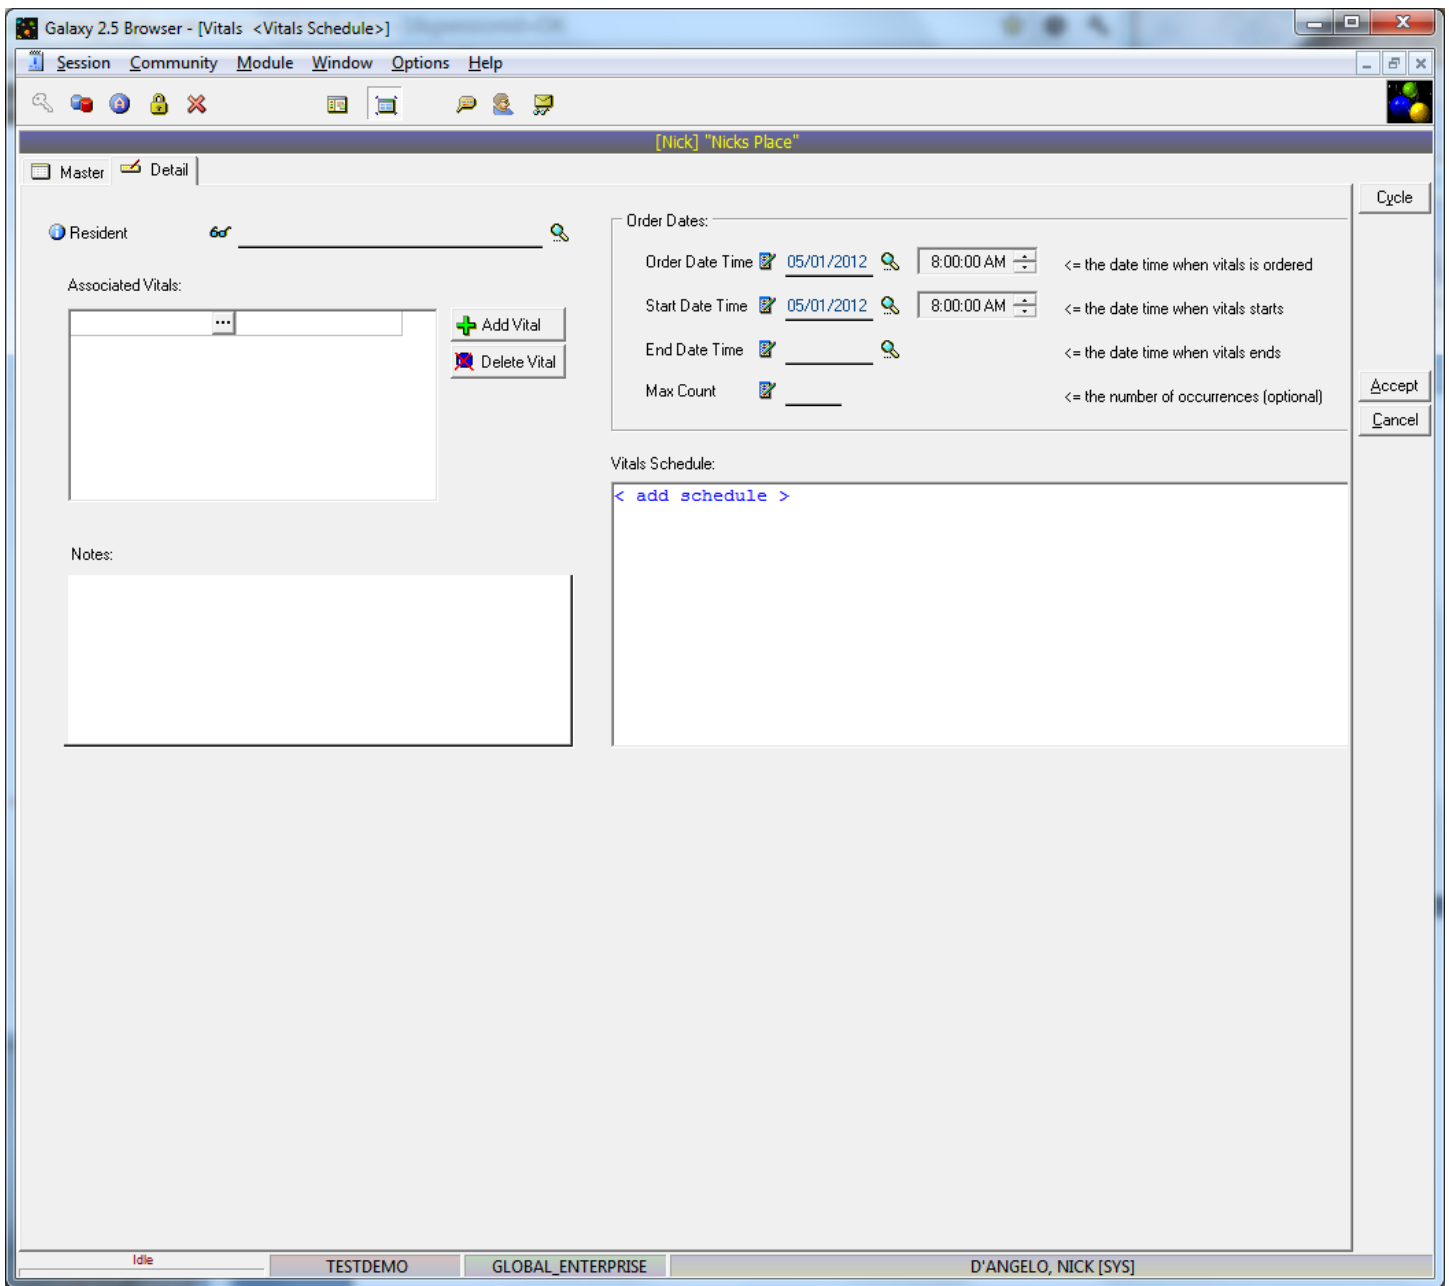 Galaxy 2.5 Browser - [Vitals <Vitals Schedule>]
Session Community Module Window Options Help
[Nick] "Nicks Place"
Master Detail
Cycle
Resident
Order Dates:
Order Date Time 05/01/2012 8:00:00 AM <= the date time when vitals is ordered
Associated Vitals:
Start Date Time 05/01/2012 8:00:00 AM <= the date time when vitals starts
... Add Vital
End Date Time <= the date time when vitals ends
Delete Vital
Max Count <= the number of occurrences (optional)
Accept
Cancel
Vitals Schedule:
< add schedule >
Notes:
Idle TESTDEMO GLOBAL_ENTERPRISE D'ANGELO, NICK [SYS]